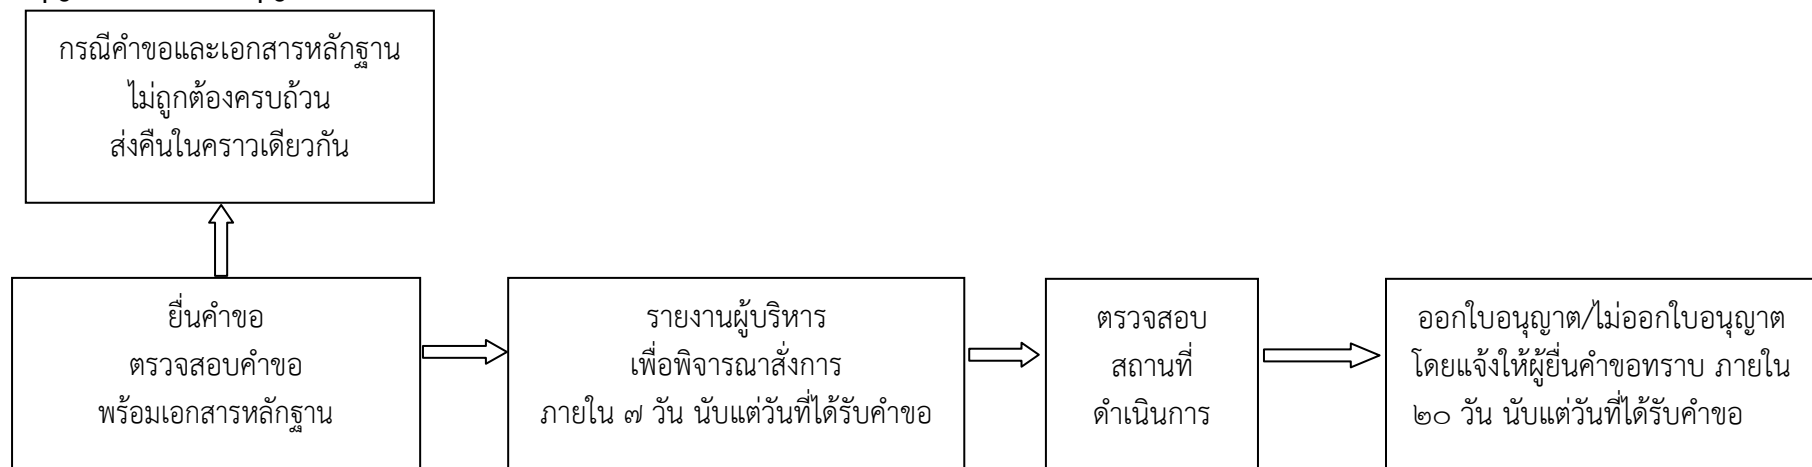 กรณีคำขอและเอกสารหลักฐาน
ไม่ถูกต้องครบถ้วน
ส่งคืนในคราวเดียวกัน
ยื่นคำขอ
ตรวจสอบคำขอ
พร้อมเอกสารหลักฐาน
รายงานผู้บริหาร
เพื่อพิจารณาสั่งการ
ภายใน ๗ วัน นับแต่วันที่ได้รับคำขอ
ตรวจสอบ
สถานที่
ดำเนินการ
ออกใบอนุญาต/ไม่ออกใบอนุญาต
โดยแจ้งให้ผู้ยื่นคำขอทราบ ภายใน
๒๐ วัน นับแต่วันที่ได้รับคำขอ